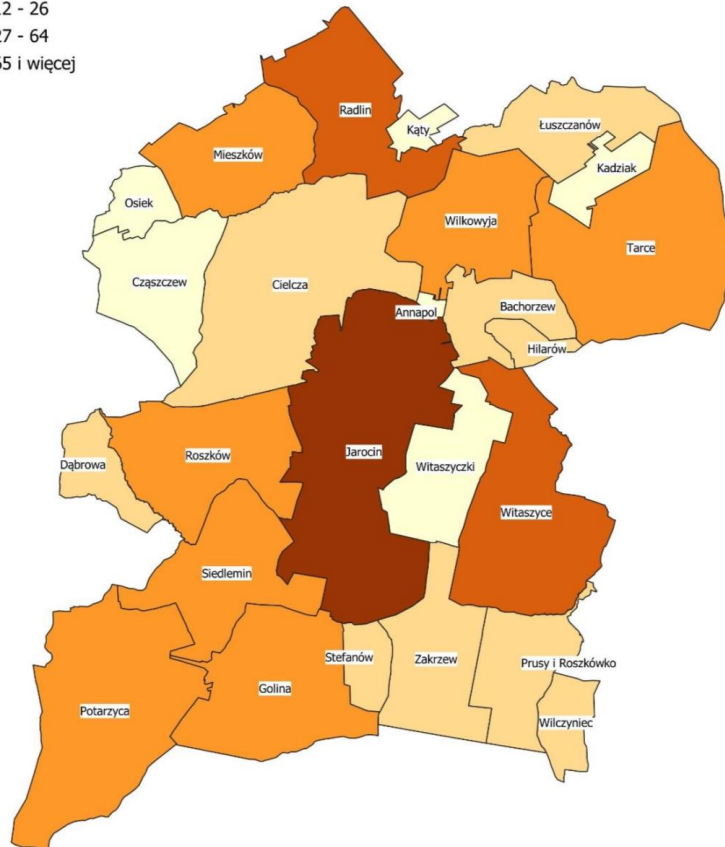 2 - 26
27 - 64
65 i więcej
Radlin
Kąty
Łuszczanów
Mieszków
Kadziak
Osiek
Wilkowyja
Tarce
Cząszczew
Cielcza
Annapol
Bachorzew
Hilarów
Roszków
Jarocin
Dąbrowa
Witaszyczki
Witaszyce
Siedlemin
Stefanów
Zakrzew
Prusy i Roszkówko
Golina
Potarzyca
Wilczyniec